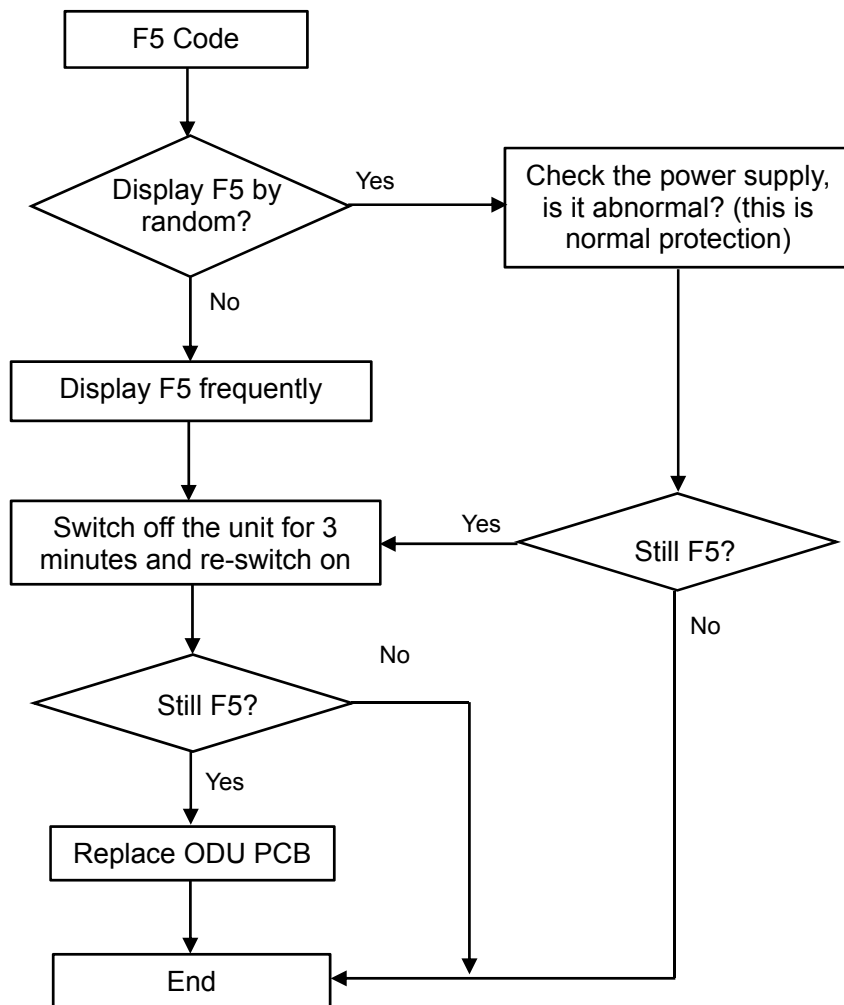 F5 Code
Display F5 by
random?
Yes
Check the power supply,
is it abnormal? (this is
normal protection)
No
Display F5 frequently
Switch off the unit for 3
minutes and re-switch on
Yes
Still F5?
No
Still F5?
No
Yes
Replace ODU PCB
End